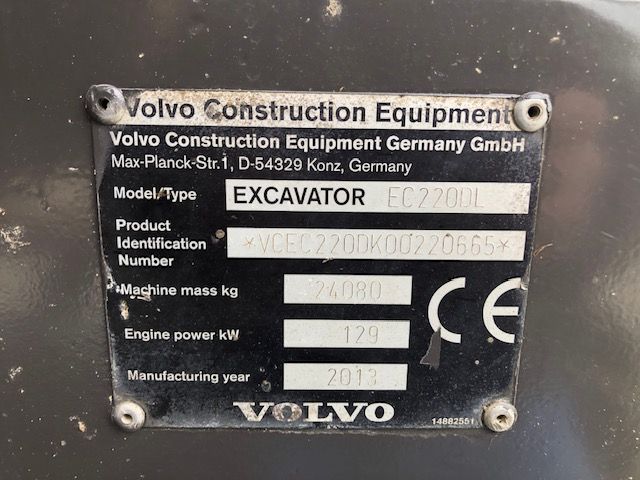 Volvo Construction Equipment
Volvo Construction Equipment Germany GmbH
Max-Planck-Str.1, D-54329 Konz, Germany
Model/Type EXCAVATOR EC220DL
Product
Identification *VCEC220DK00220665*
Number
Machine mass kg 24080
Engine power kW 129
CE
Manufacturing year 2013
VOLVO
14882551